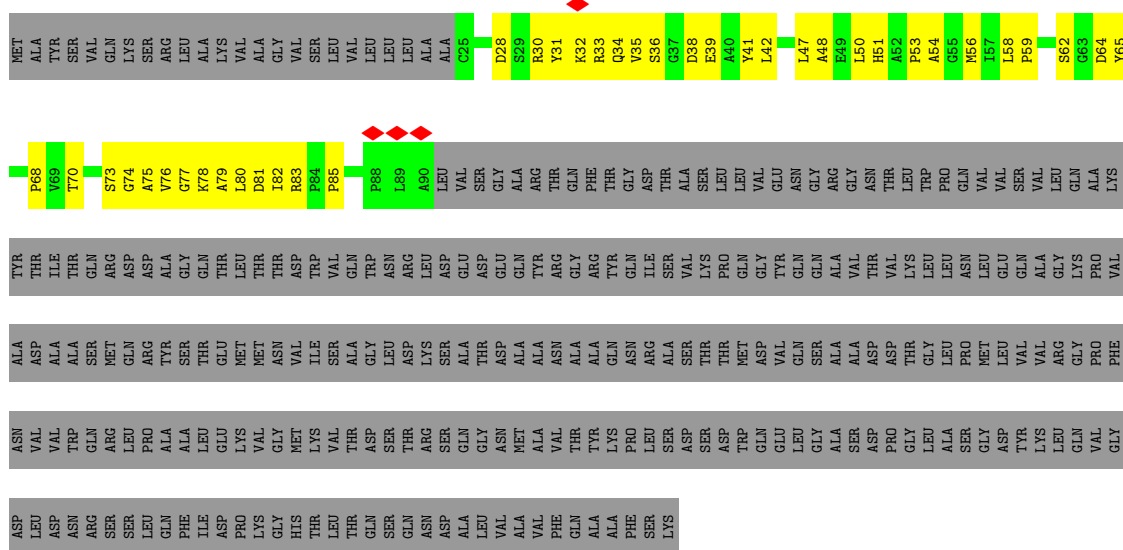 MET ALA TYR SER VAL GLN LYS SER ARG LEU ALA LYS VAL ALA GLY VAL SER LEU VAL LEU LEU LEU ALA ALA C25 D28 S29 R30 Y31 K32 R33 Q34 V35 S36 G37 D38 E39 A40 Y41 L42 L47 A48 E49 L50 H51 A52 P53 A54 G55 M56 I57 L58 P59 S62 G63 D64 Y65
P68 V69 T70 S73 G74 A75 V76 G77 K78 A79 L80 D81 I82 R83 P84 P85 P88 L89 A90 LEU VAL SER GLY ALA ARG THR GLN PHE THR GLY ASP THR ALA SER LEU LEU VAL GLU ASN GLY ARG GLY ASN THR LEU TRP PRO GLN VAL VAL SER VAL LEU GLN ALA LYS
TYR THR ILE THR GLN ARG ASP ASP ALA GLY GLN THR LEU THR THR ASP TRP VAL GLN TRP ASN ARG LEU ASP GLU ASP GLU GLN TYR ARG GLY ARG TYR GLN ILE SER VAL LYS PRO GLN GLY TYR GLN GLN ALA VAL THR VAL LYS LEU LEU ASN LEU GLU GLN ALA GLY LYS PRO VAL
ALA ASP ALA ALA SER MET GLN ARG TYR SER THR GLU MET MET ASN VAL ILE SER ALA GLY LEU ASP LYS SER ALA THR ASP ALA ALA ASN ALA ALA GLN ASN ARG ALA SER THR THR MET ASP VAL GLN SER ALA ALA ASP ASP THR GLY LEU PRO MET LEU VAL VAL ARG GLY PRO PHE
ASN VAL VAL TRP GLN ARG LEU PRO ALA ALA LEU GLU LYS VAL GLY MET LYS VAL THR ASP SER THR ARG SER GLN GLY ASN MET ALA VAL THR TYR LYS PRO LEU SER ASP SER ASP TRP GLN GLU LEU GLY ALA SER ASP PRO GLY LEU ALA SER GLY ASP TYR LYS LEU GLN VAL GLY
ASP LEU ASP ASN ARG SER SER LEU GLN PHE ILE ASP PRO LYS GLY HIS THR LEU THR GLN SER GLN ASN ASP ALA LEU VAL ALA VAL PHE GLN ALA ALA PHE SER LYS